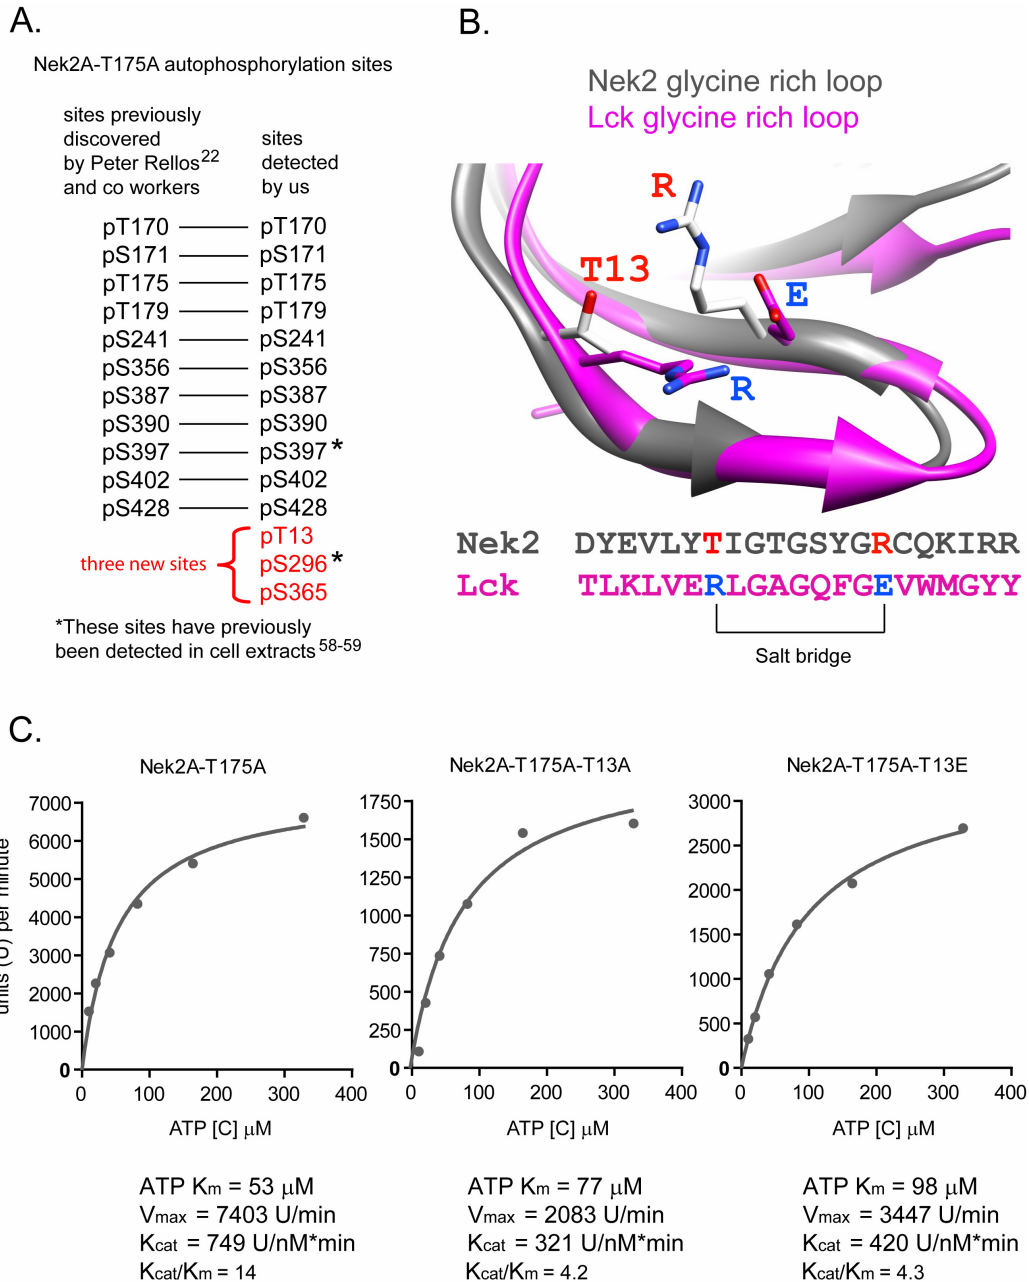 A.
Nek2A-T175A autophosphorylation sites
sites previously
discovered
by Peter Rellos22
and co workers
sites
detected
by us
pT170 pT170
pS171 pS171
pT175 pT175
pT179 pT179
pS241 pS241
pS356 pS356
pS387 pS387
pS390 pS390
pS397 pS397*
pS402 pS402
pS428 pS428
pT13
three new sites pS296*
pS365
*These sites have previously
been detected in cell extracts58-59
B.
Nek2 glycine rich loop
Lck glycine rich loop
R
T13
E
R
Nek2 DYEVLYTIGTGSYGRCQKIRR
Lck TLKLVERLGAGQFGEVWMGYY
Salt bridge
C.
Nek2A-T175A
units (U) per minute
7000
6000
5000
4000
3000
2000
1000
0
0 100 200 300 400
ATP [C] μM
ATP Km = 53 μM
Vmax = 7403 U/min
Kcat = 749 U/nM*min
Kcat/Km = 14
Nek2A-T175A-T13A
1750
1500
1250
1000
750
500
250
0
0 100 200 300 400
ATP [C] μM
ATP Km = 77 μM
Vmax = 2083 U/min
Kcat = 321 U/nM*min
Kcat/Km = 4.2
Nek2A-T175A-T13E
3000
2500
2000
1500
1000
500
0
0 100 200 300 400
ATP [C] μM
ATP Km = 98 μM
Vmax = 3447 U/min
Kcat = 420 U/nM*min
Kcat/Km = 4.3